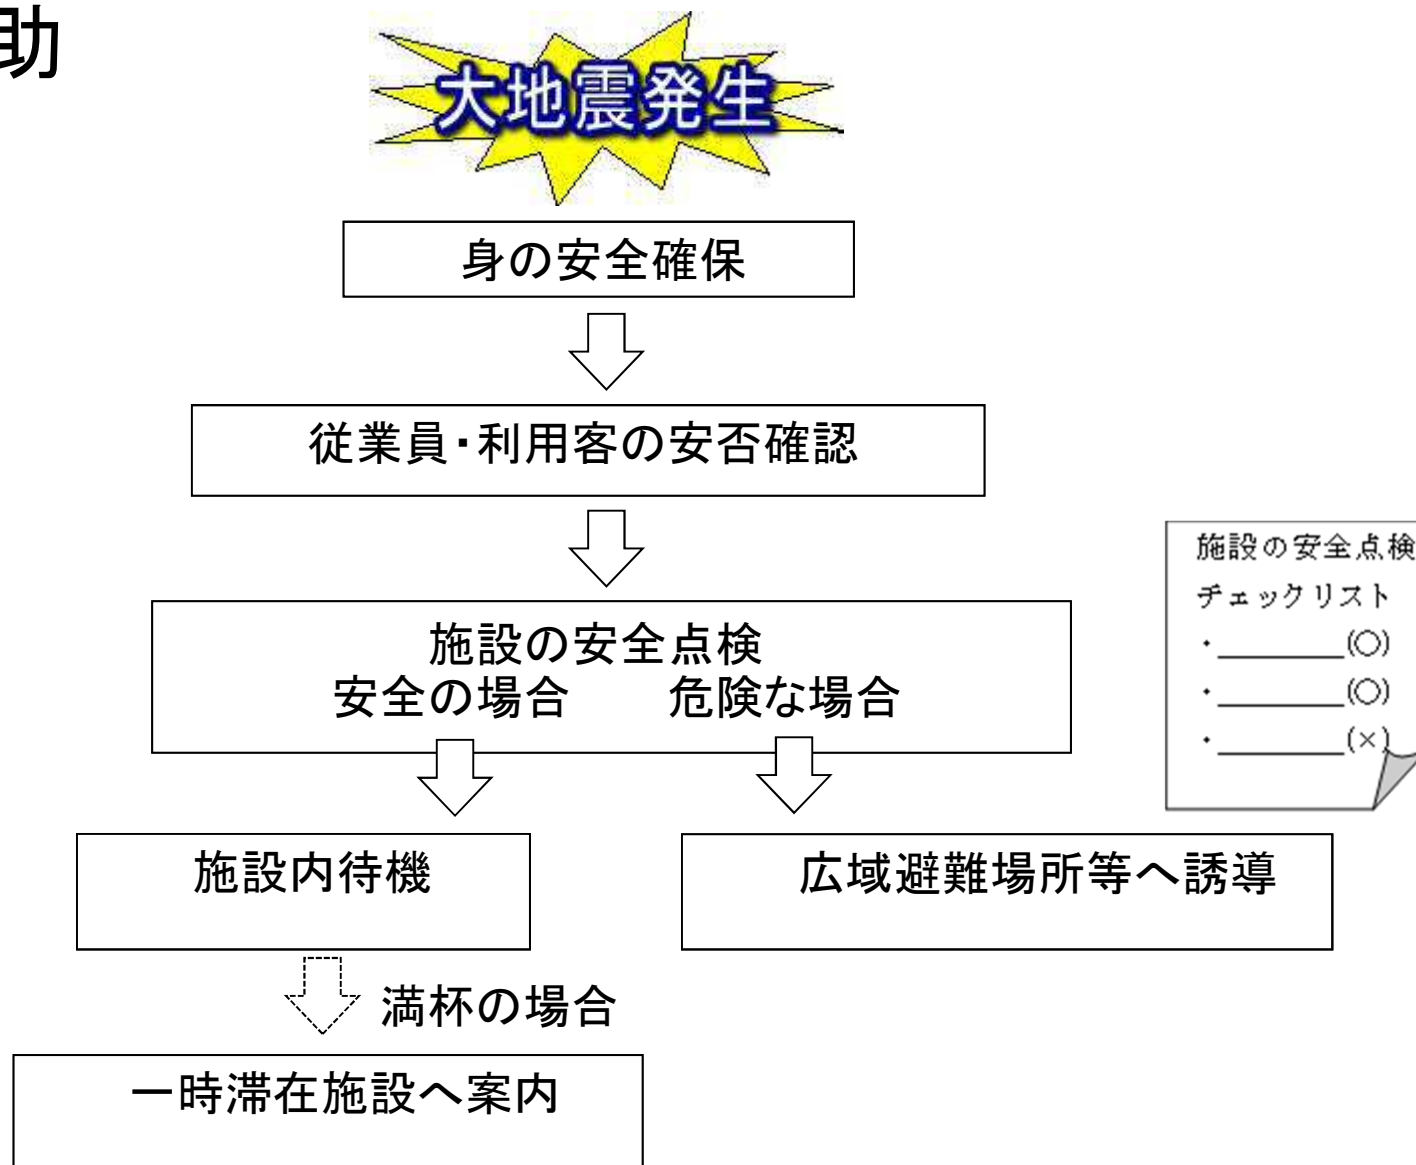 助
大地震発生
身の安全確保
従業員・利用客の安否確認
施設の安全点検
安全の場合　　危険な場合
施設の安全点検
チェックリスト
・_________(○)
・_________(○)
・_________(×)
施設内待機
広域避難場所等へ誘導
満杯の場合
一時滞在施設へ案内